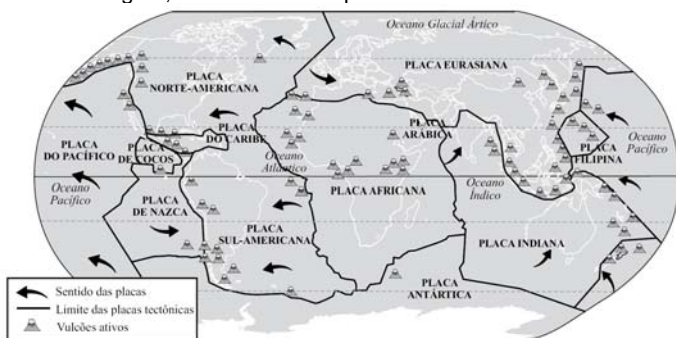 Oceano Glacial Ártico
PLACA EURASIANA
PLACA
NORTE-AMERICANA
PLACA
DO CARIBE
PLACA
ARÁBICA
PLACA
DO PACÍFICO
PLACA
DE COCOS
Oceano
Atlântico
PLACA
FILIPINA
Oceano
Pacífico
Oceano
Pacífico
PLACA AFRICANA
Oceano
Índico
PLACA
DE NAZCA
PLACA
SUL-AMERICANA
PLACA INDIANA
PLACA
ANTÁRTICA
Sentido das placas
Limite das placas tectônicas
Vulcões ativos